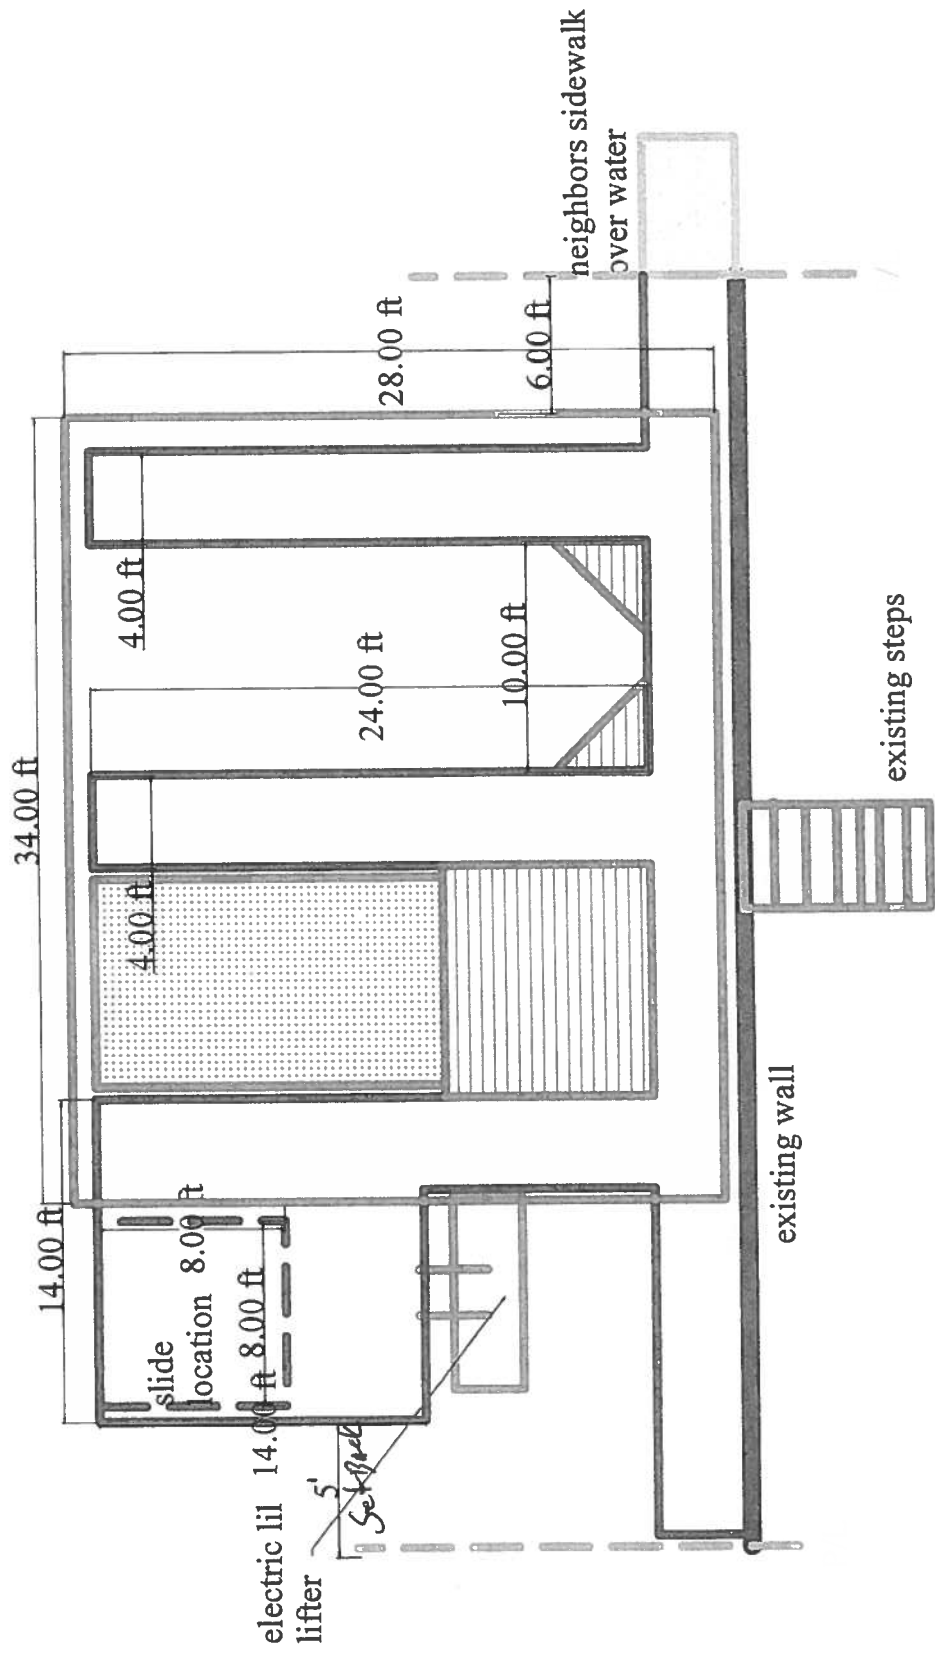 neighbors sidewalk
over water
28.00 ft
6.00 ft
4.00 ft
24.00 ft
10.00 ft
34.00 ft
existing steps
4.00 ft
existing wall
14.00 ft
8.00 ft
slide
location
8.00 ft
14.00 ft
electric lil
lifter
5'
Set Back